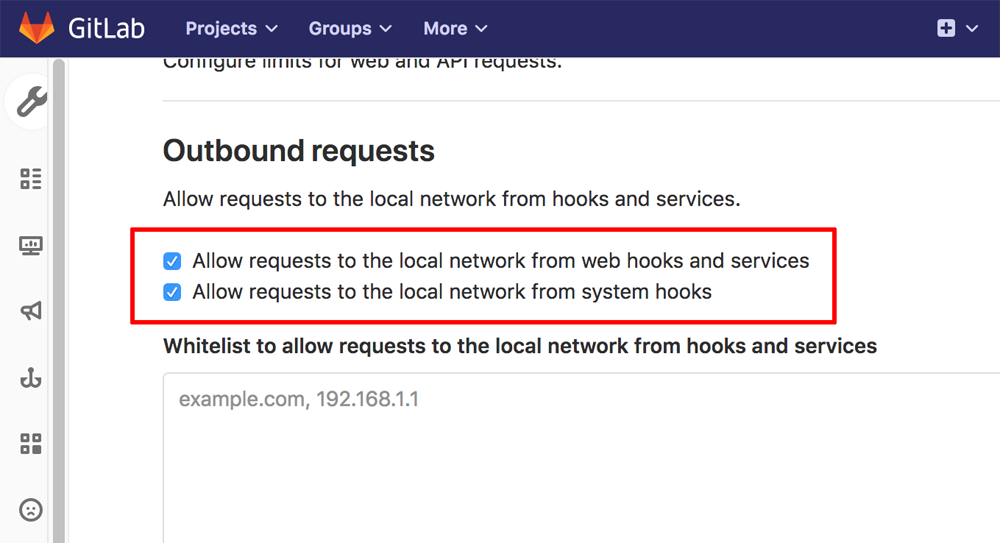 GitLab Projects Groups More
Configure limits for web and API requests.
Outbound requests
Allow requests to the local network from hooks and services.
Allow requests to the local network from web hooks and services
Allow requests to the local network from system hooks
Whitelist to allow requests to the local network from hooks and services
example.com, 192.168.1.1